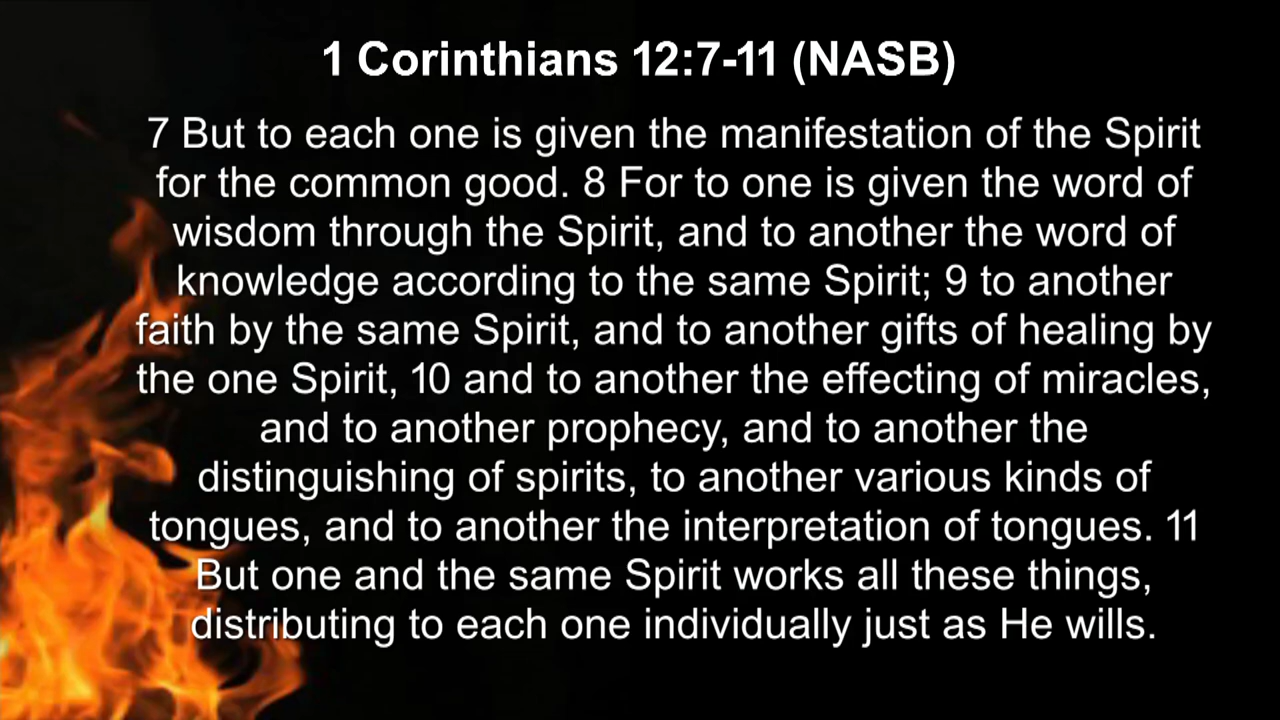 1 Corinthians 12:7-11 (NASB)
7 But to each one is given the manifestation of the Spirit
for the common good. 8 For to one is given the word of
wisdom through the Spirit, and to another the word of
knowledge according to the same Spirit; 9 to another
faith by the same Spirit, and to another gifts of healing by
the one Spirit, 10 and to another the effecting of miracles,
and to another prophecy, and to another the
distinguishing of spirits, to another various kinds of
tongues, and to another the interpretation of tongues. 11
But one and the same Spirit works all these things,
distributing to each one individually just as He wills.